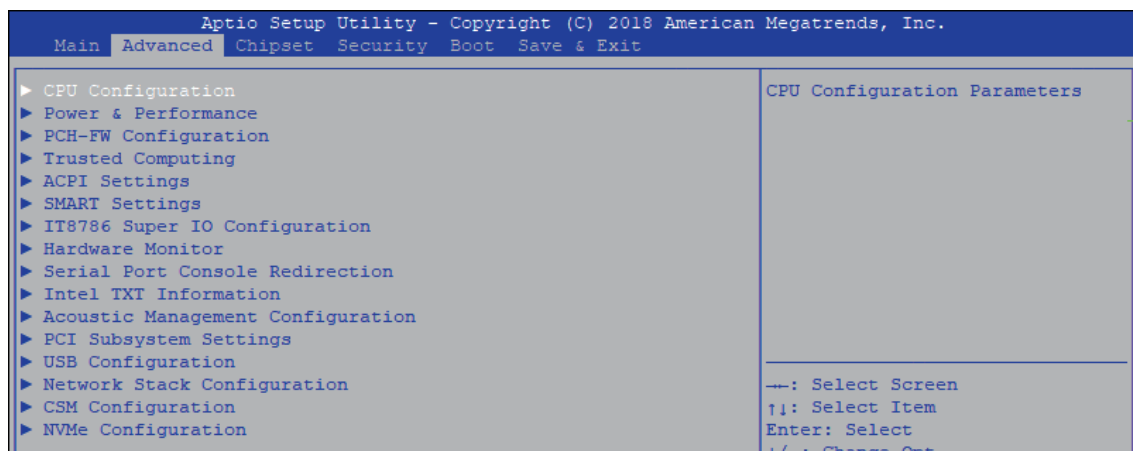 Aptio Setup Utility - Copyright (C) 2018 American Megatrends, Inc.
Main Advanced Chipset Security Boot Save & Exit
► CPU Configuration
► Power & Performance
► PCH-FW Configuration
► Trusted Computing
► ACPI Settings
► SMART Settings
► IT8786 Super IO Configuration
► Hardware Monitor
► Serial Port Console Redirection
► Intel TXT Information
► Acoustic Management Configuration
► PCI Subsystem Settings
► USB Configuration
► Network Stack Configuration
► CSM Configuration
► NVMe Configuration
CPU Configuration Parameters
→←: Select Screen
↑↓: Select Item
Enter: Select
+/-: Change Opt.